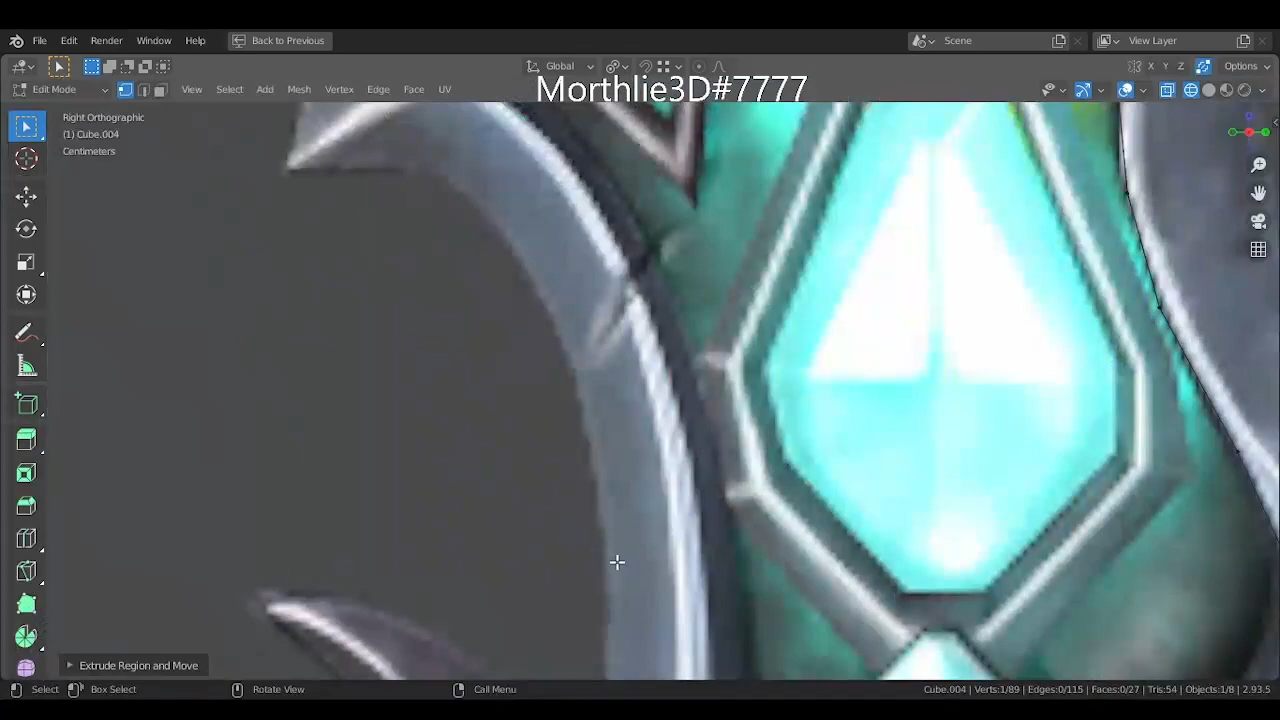 File Edit Render Window Help Back to Previous Scene View Layer
Global X Y Z Options
Morthlie3D#7777
Edit Mode View Select Add Mesh Vertex Edge Face UV
Right Orthographic
(1) Cube.004
Centimeters
Extrude Region and Move
Select Box Select Rotate View Call Menu Cube.004 | Verts:1/89 | Edges:0/115 | Faces:0/27 | Tris:54 | Objects:1/8 | 2.93.5